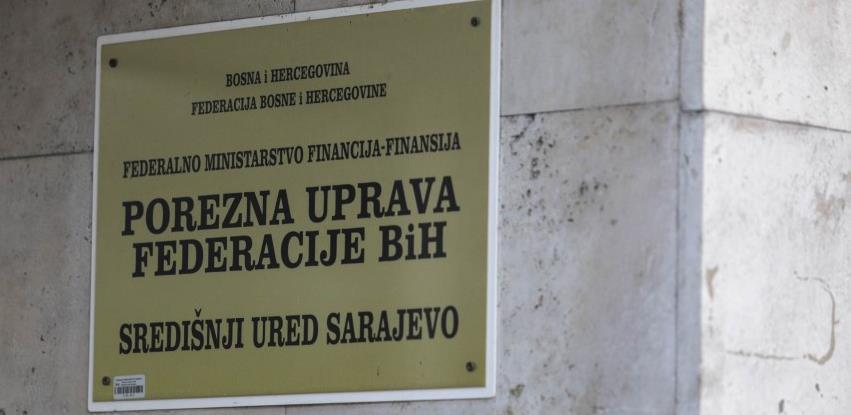 BOSNA i HERCEGOVINA
FEDERACIJA BOSNE i HERCEGOVINE
FEDERALNO MINISTARSTVO FINANCIJA-FINANSIJA
POREZNA UPRAVA
FEDERACIJE BiH
SREDIŠNJI URED SARAJEVO